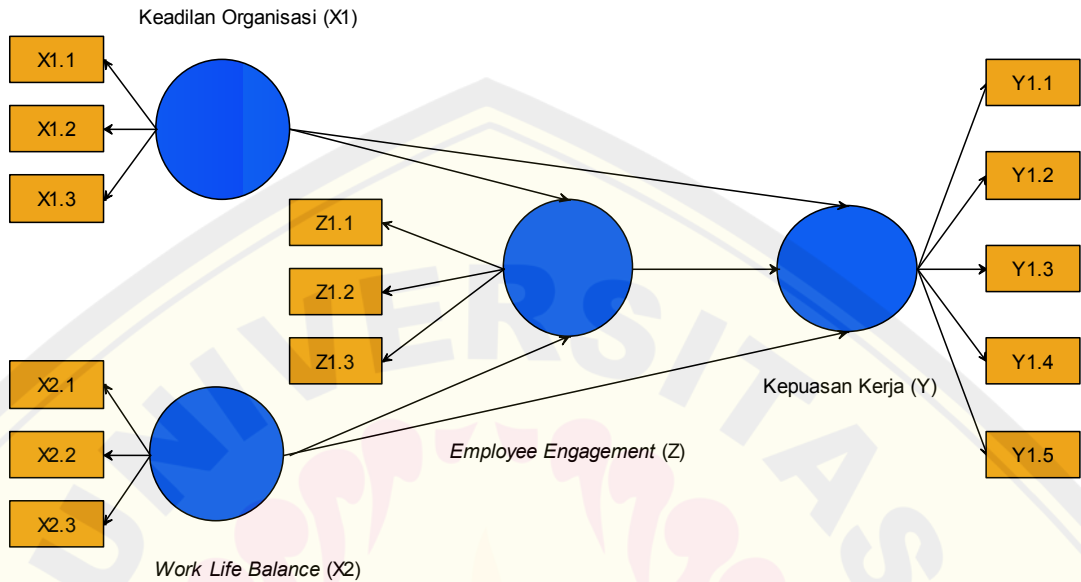 Keadilan Organisasi (X1)
X1.1
X1.2
X1.3
Y1.1
Y1.2
Y1.3
Y1.4
Y1.5
Z1.1
Z1.2
Z1.3
Kepuasan Kerja (Y)
X2.1
X2.2
X2.3
Employee Engagement (Z)
Work Life Balance (X2)
UNIVERSITAS